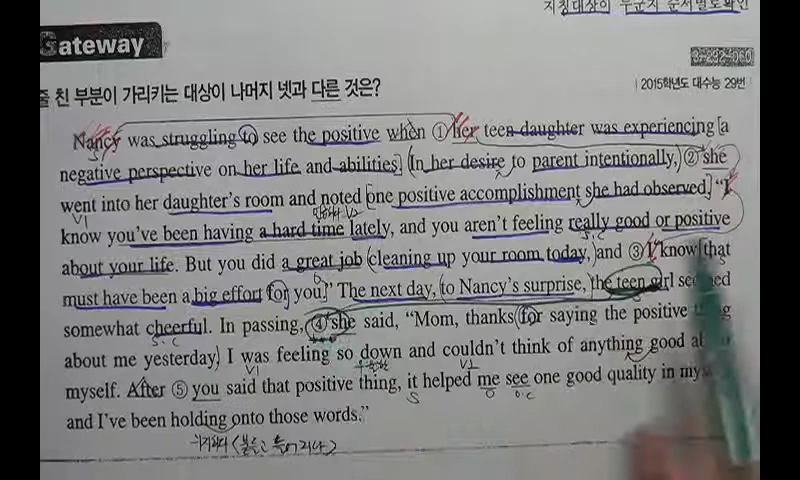 지칭대상의
확인
Gateway
3-292-060
줄 친 부분이 가리키는 대상이 나머지 넷과 다른 것은?
2015학년도 대수능 29번
Nancy was struggling to see the positive when ① her teen daughter was experiencing a
negative perspective on her life and abilities. In her desire to parent intentionally, ② she
went into her daughter's room and noted one positive accomplishment she had observed. “I
V1
know you've been having a hard time lately, and you aren't feeling really good or positive
S.C
about your life. But you did a great job cleaning up your room today, and ③ I know that
must have been a big effort for you.” The next day, to Nancy's surprise, the teen girl seemed
somewhat cheerful. In passing, ④ she said, “Mom, thanks for saying the positive thing
S.C
about me yesterday. I was feeling so down and couldn't think of anything good about
V1
V2
myself. After ⑤ you said that positive thing, it helped me see one good quality in myself
S O O.C
and I've been holding onto those words.”